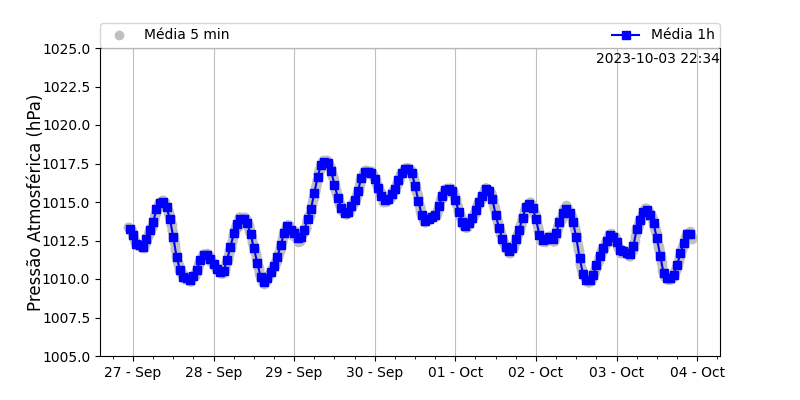 Média 5 min
Média 1h
2023-10-03 22:34
Pressão Atmosférica (hPa)
1025.0
1022.5
1020.0
1017.5
1015.0
1012.5
1010.0
1007.5
1005.0
27 - Sep
28 - Sep
29 - Sep
30 - Sep
01 - Oct
02 - Oct
03 - Oct
04 - Oct